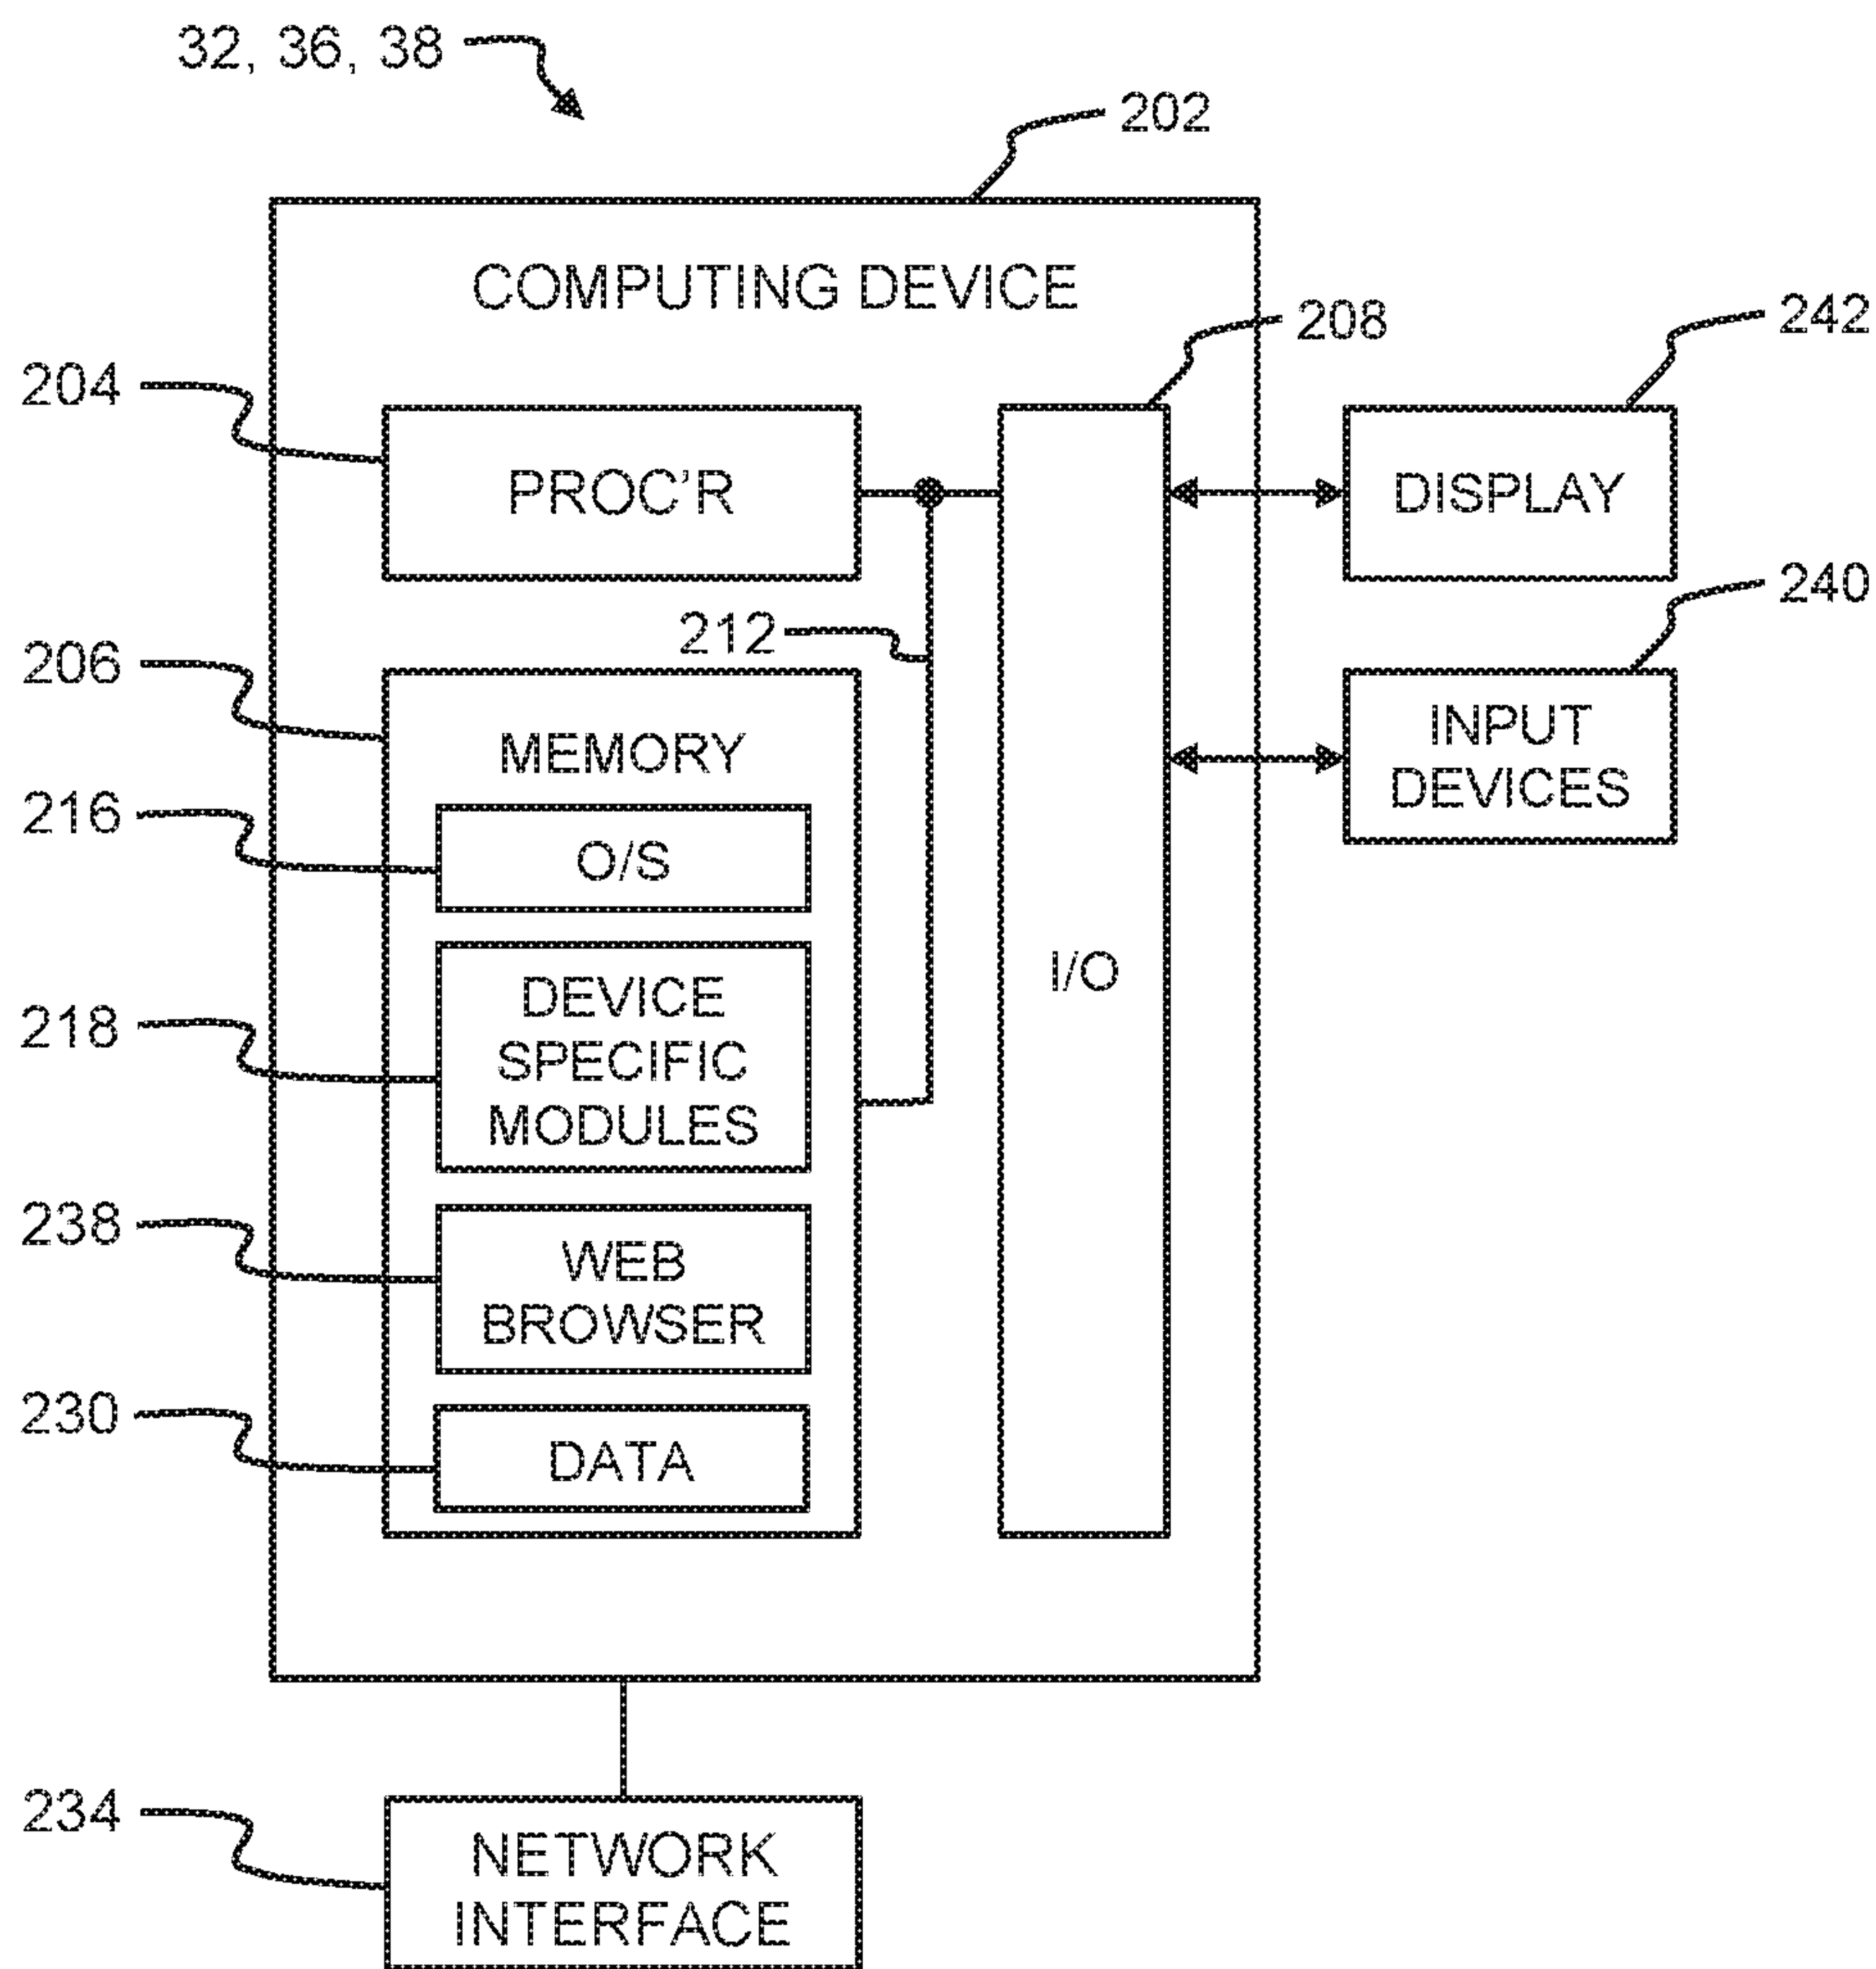 32, 36, 38
202
COMPUTING DEVICE
208
242
204
PROC'R
DISPLAY
240
212
206
MEMORY
INPUT
DEVICES
216
O/S
218
DEVICE
SPECIFIC
MODULES
I/O
238
WEB
BROWSER
230
DATA
234
NETWORK
INTERFACE